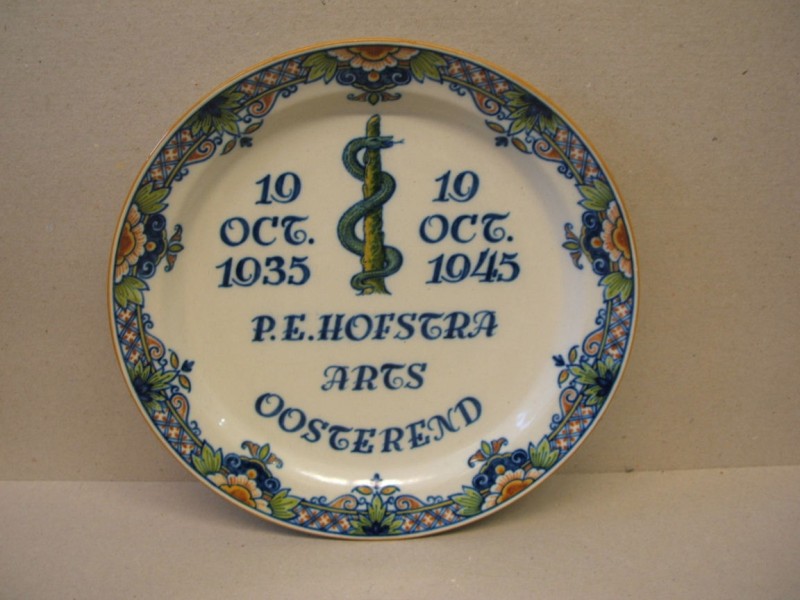 19 OCT. 1935
19 OCT. 1945
P.E. HOFSTRA
ARTS
OOSTEREND